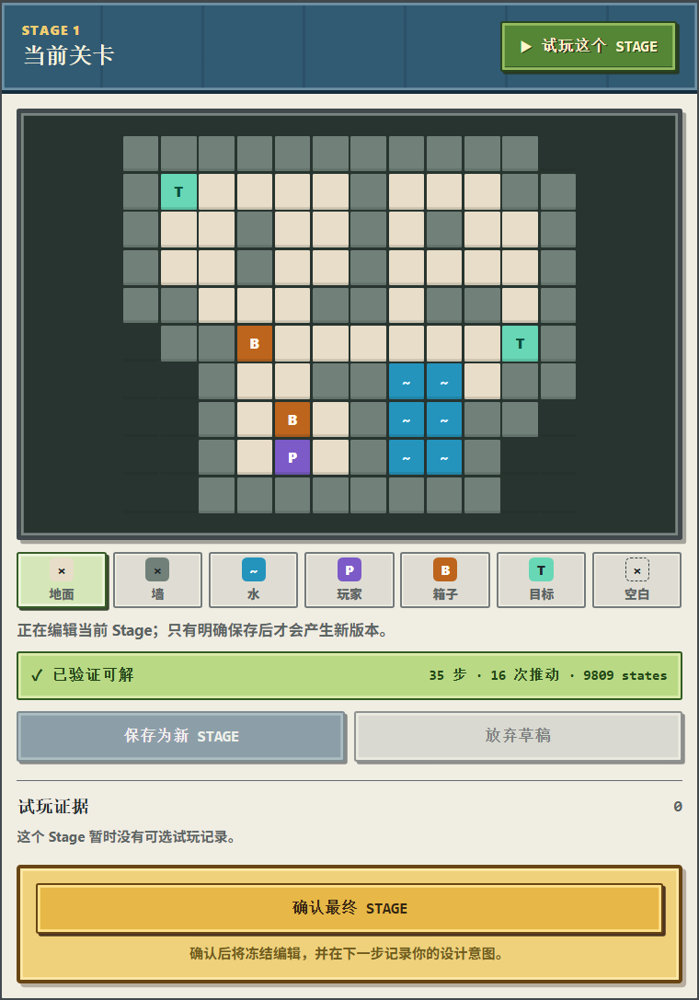 STAGE 1
当前关卡
▶ 试玩这个 STAGE
T
B
T
~ ~
B
~ ~
P
~ ~
× × ~ P B T ×
地面 墙 水 玩家 箱子 目标 空白
正在编辑当前 Stage；只有明确保存后才会产生新版本。
✓ 已验证可解 35 步 · 16 次推动 · 9809 states
保存为新 STAGE 放弃草稿
试玩证据 0
这个 Stage 暂时没有可选试玩记录。
确认最终 STAGE
确认后将冻结编辑，并在下一步记录你的设计意图。